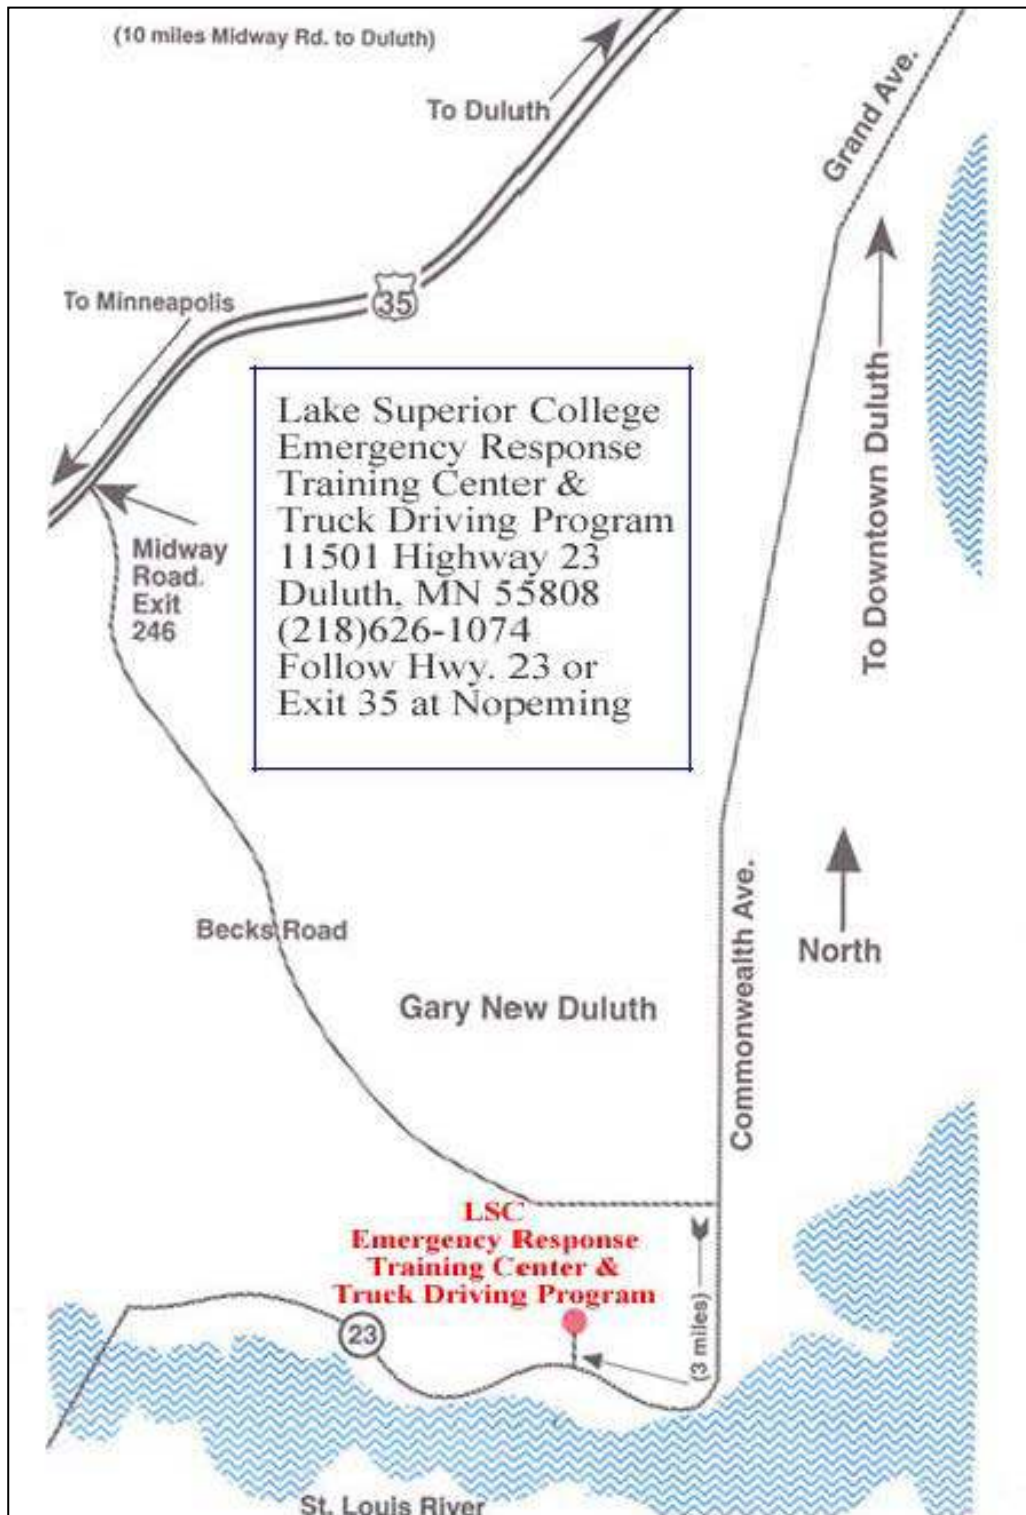 (10 miles Midway Rd. to Duluth)
To Duluth
Grand Ave.
To Minneapolis
35
To Downtown Duluth
Lake Superior College
Emergency Response
Training Center &
Truck Driving Program
11501 Highway 23
Duluth, MN 55808
(218)626-1074
Follow Hwy. 23 or
Exit 35 at Nopeming
Midway
Road.
Exit
246
Becks Road
Commonwealth Ave.
North
Gary New Duluth
LSC
Emergency Response
Training Center &
Truck Driving Program
(3 miles)
23
St. Louis River